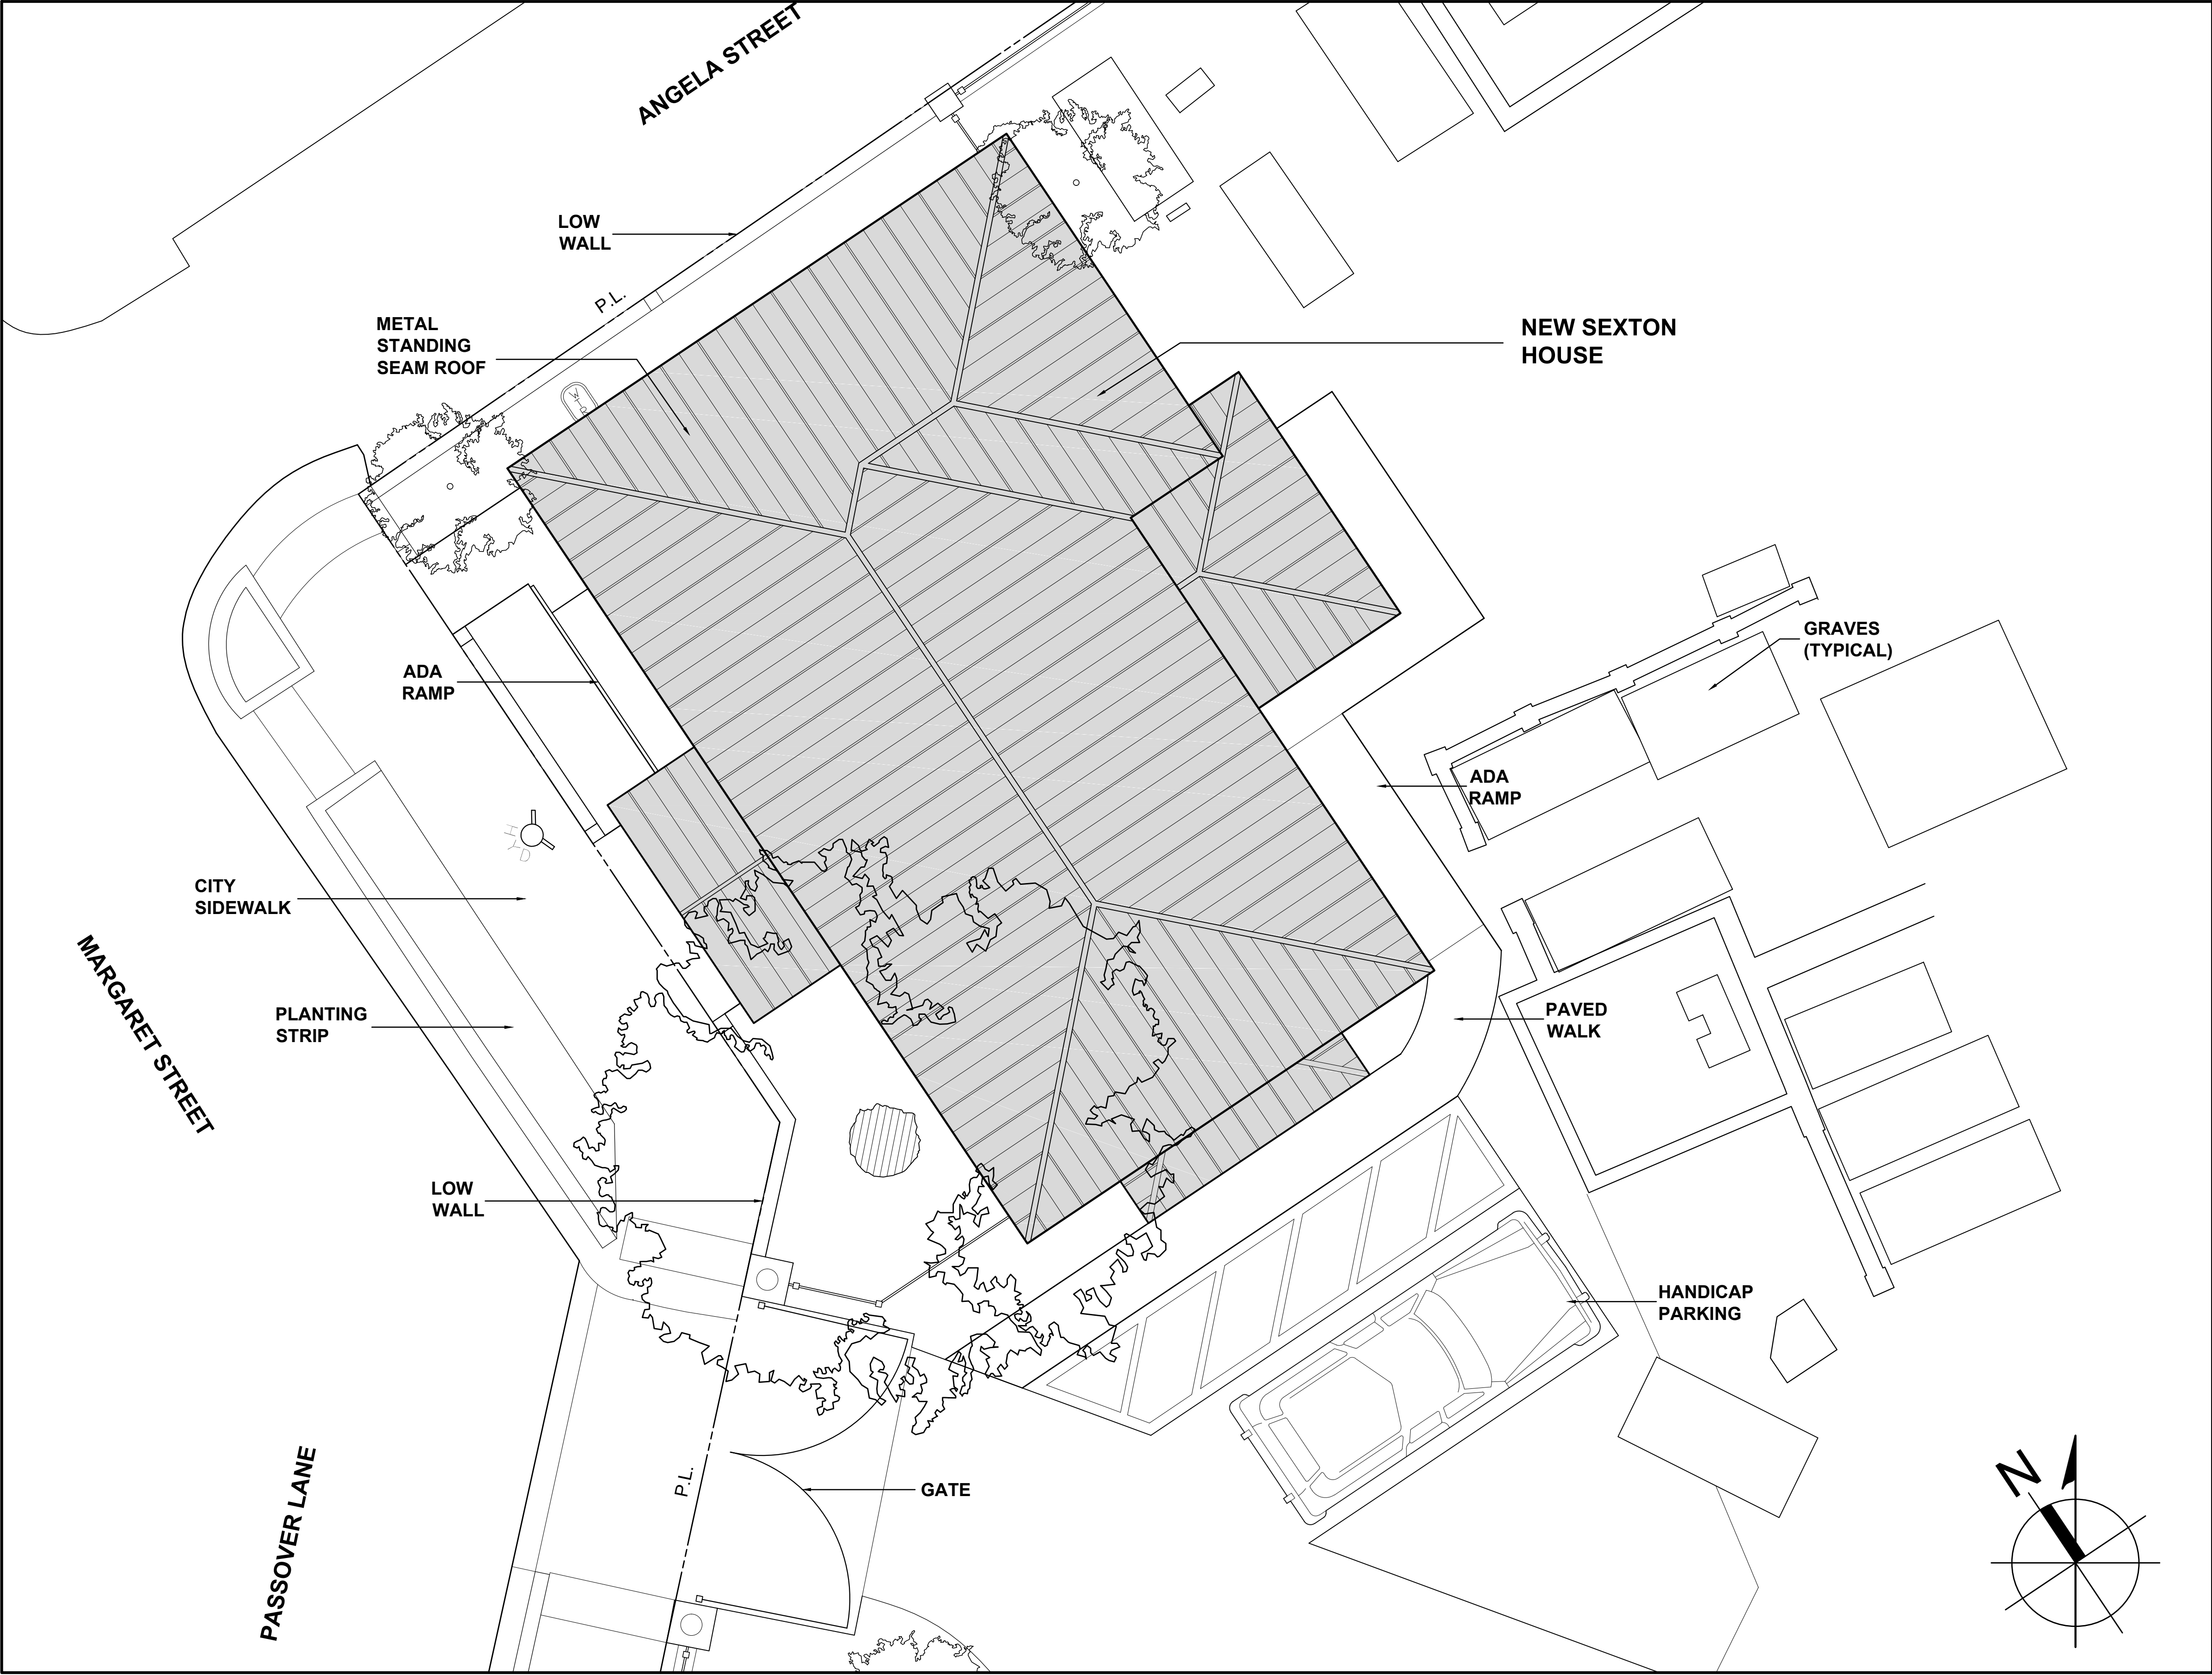 ANGELA STREET
LOW
WALL
P.L.
METAL
STANDING
SEAM ROOF
NEW SEXTON
HOUSE
W
ADA
RAMP
GRAVES
(TYPICAL)
ADA
RAMP
HYD
CITY
SIDEWALK
MARGARET STREET
PLANTING
STRIP
PAVED
WALK
LOW
WALL
HANDICAP
PARKING
P.L.
GATE
PASSOVER LANE
N